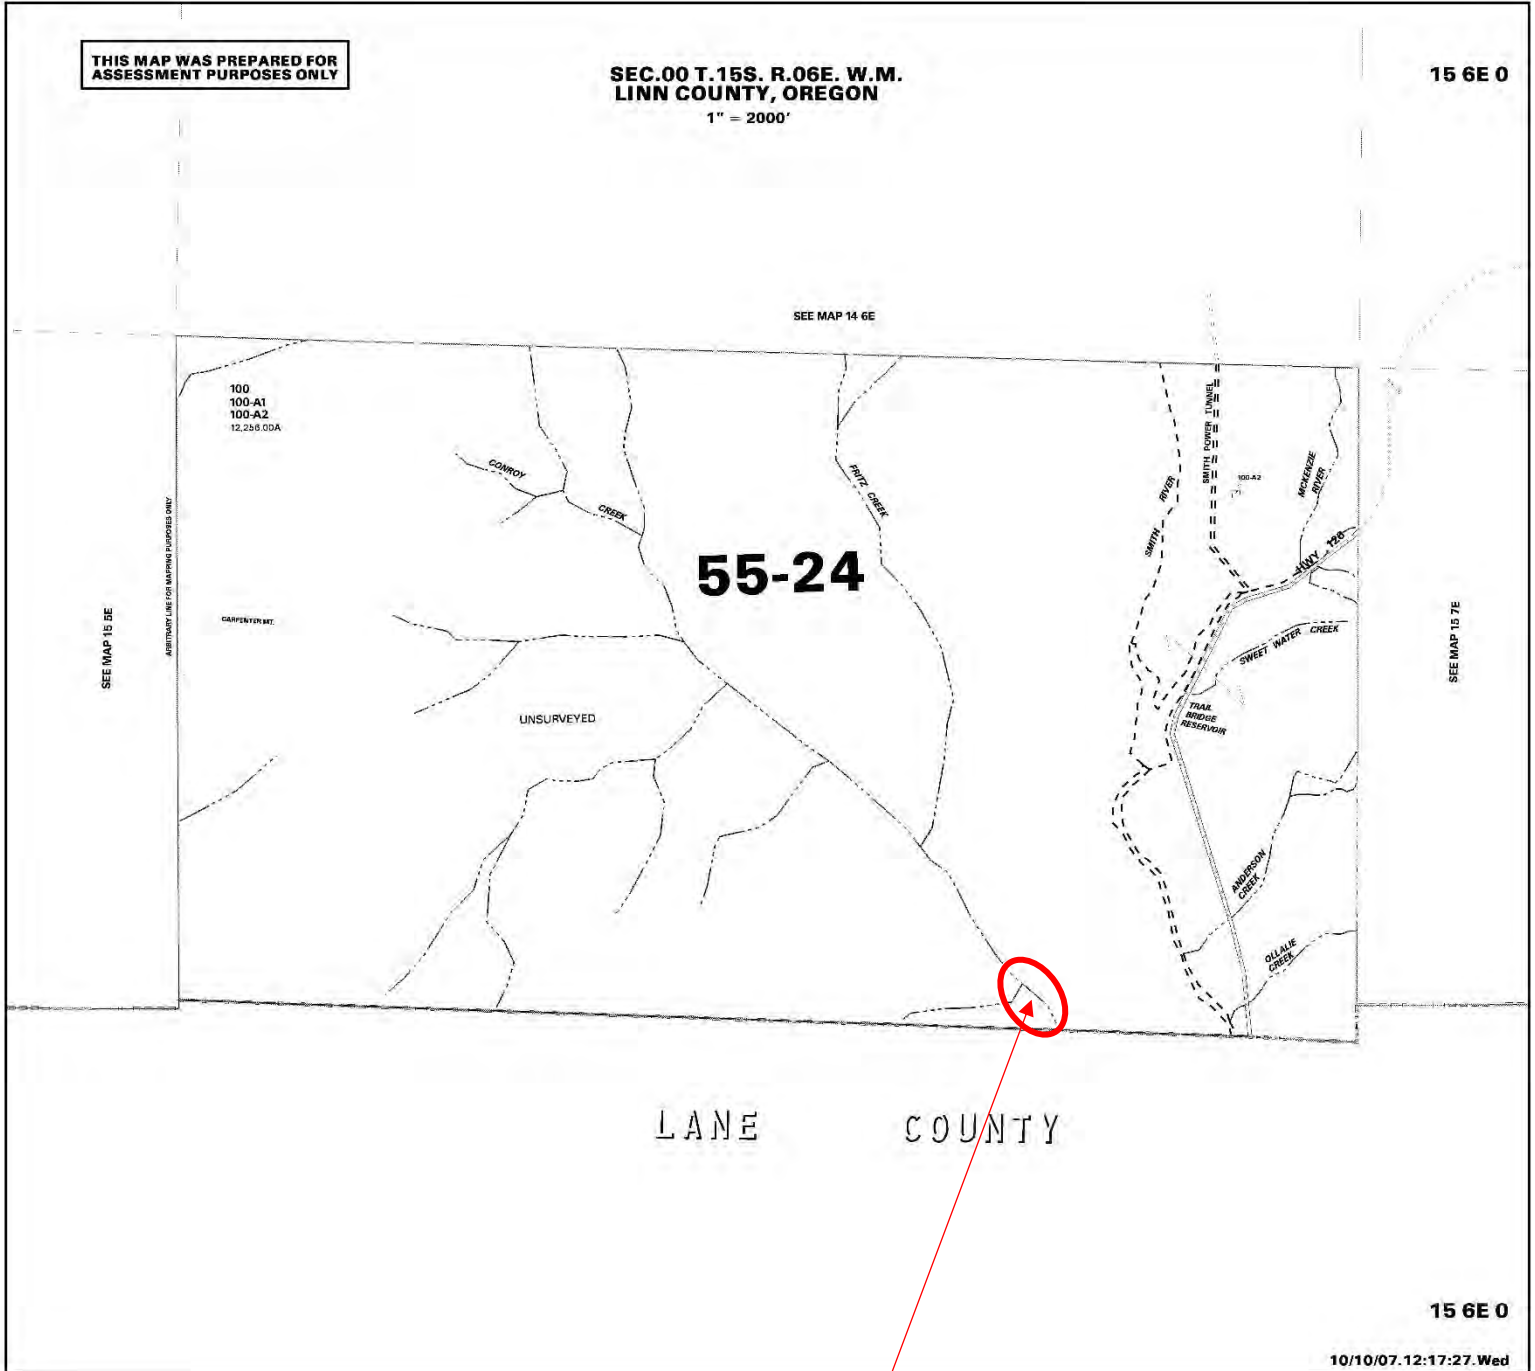 THIS MAP WAS PREPARED FOR
ASSESSMENT PURPOSES ONLY
SEC.00 T.15S. R.06E. W.M.
LINN COUNTY, OREGON
1" = 2000'
15 6E 0
SEE MAP 14 6E
100
100-A1
100-A2
12,256.00A
CONROY
CREEK
FRITZ CREEK
SMITH
RIVER
SMITH POWER TUNNEL
100-A2
MCKENZIE
RIVER
HWY 126
55-24
ARBITRARY LINE FOR MAPPING PURPOSES ONLY
SEE MAP 15 5E
CARPENTER MT.
SWEET WATER CREEK
SEE MAP 15 7E
UNSURVEYED
TRAIL
BRIDGE
RESERVOIR
ANDERSON
CREEK
OLLALIE
CREEK
LANE COUNTY
15 6E 0
10/10/07.12:17:27.Wed